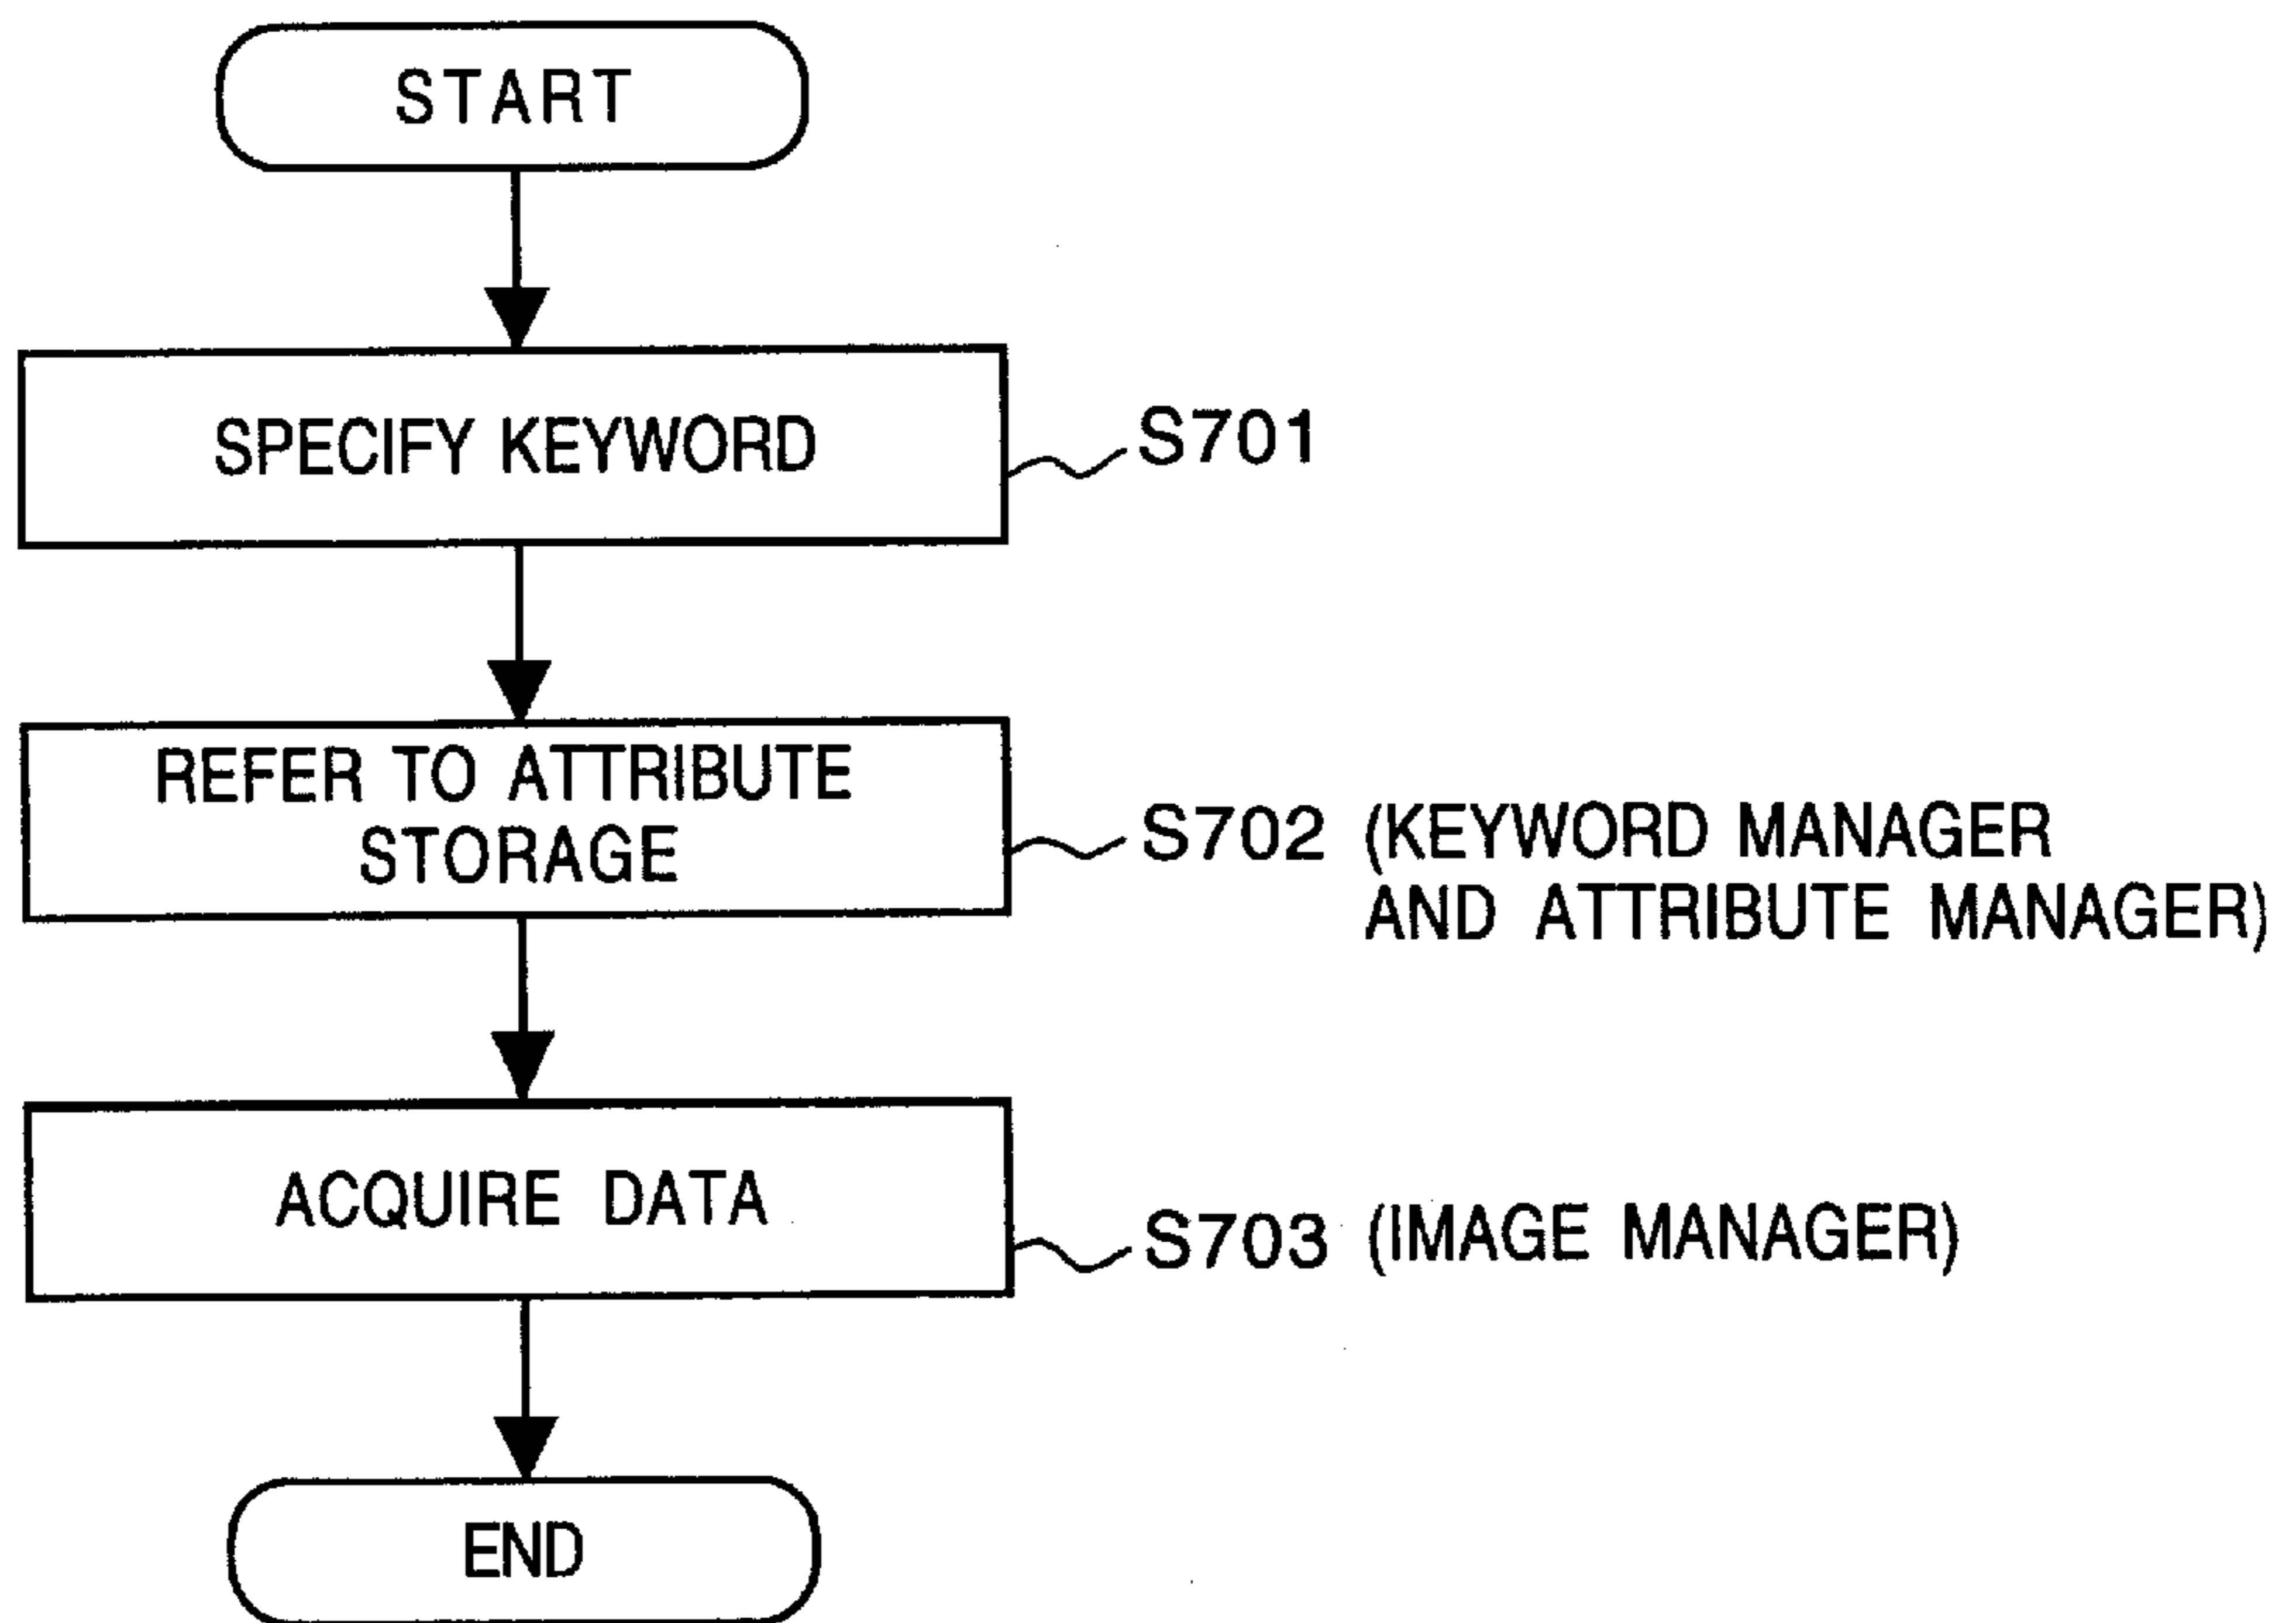 START
SPECIFY KEYWORD
S701
REFER TO ATTRIBUTE
STORAGE
S702 (KEYWORD MANAGER
AND ATTRIBUTE MANAGER)
ACQUIRE DATA
S703 (IMAGE MANAGER)
END